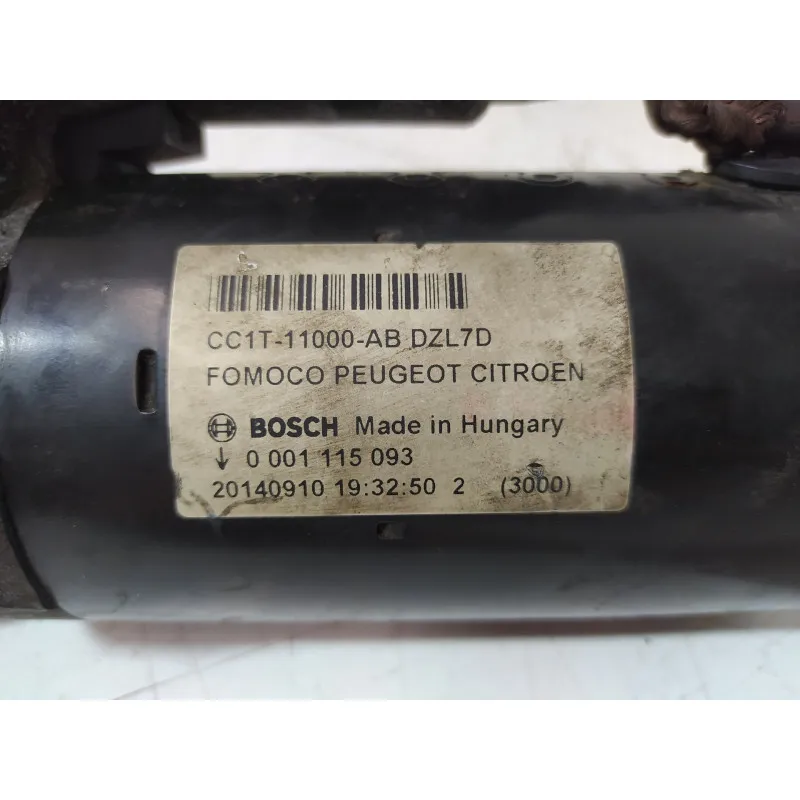 CC1T-11000-AB DZL7D
FOMOCO PEUGEOT CITROEN
BOSCH Made in Hungary
↓ 0 001 115 093
20140910 19:32:50 2 (3000)